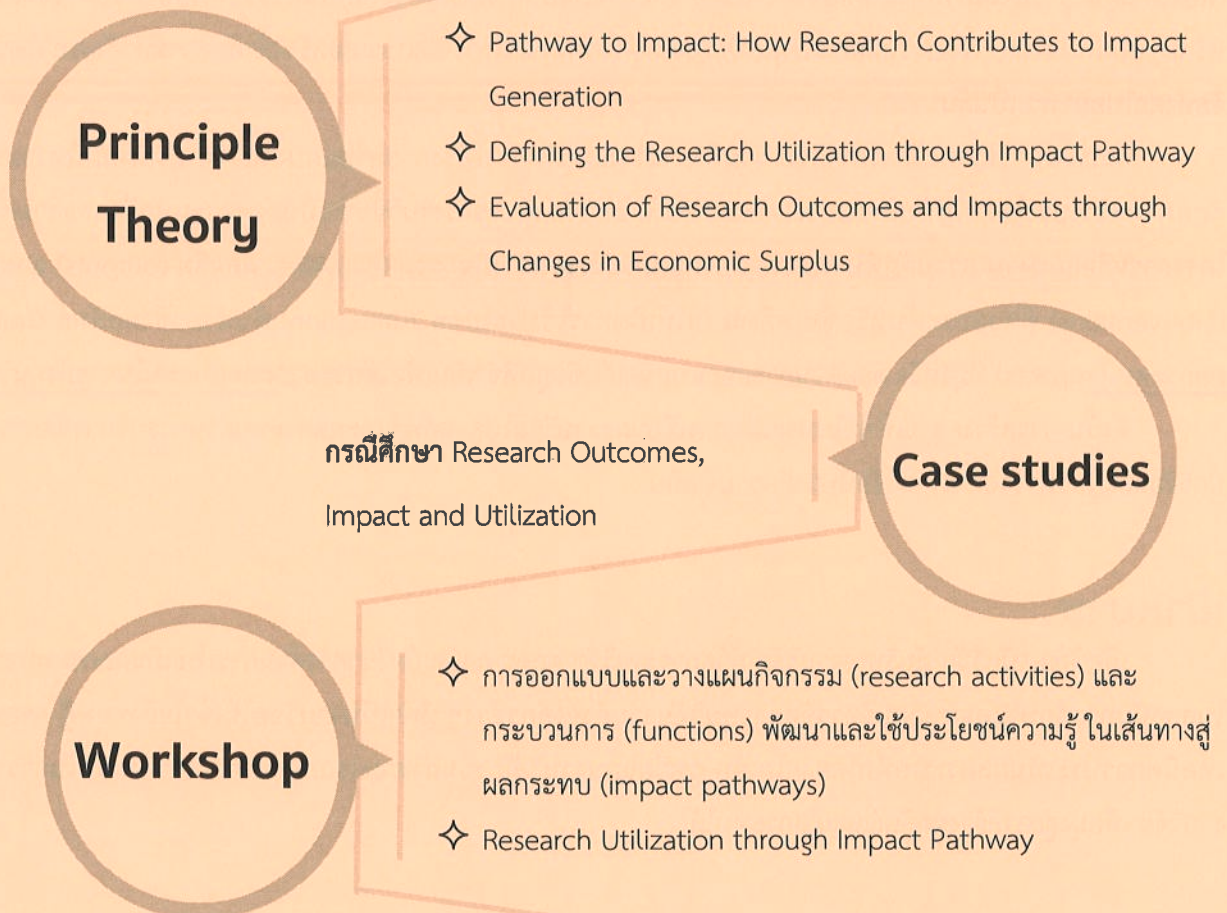 Principle
Theory
✧ Pathway to Impact: How Research Contributes to Impact
Generation
✧ Defining the Research Utilization through Impact Pathway
✧ Evaluation of Research Outcomes and Impacts through
Changes in Economic Surplus
กรณีศึกษา Research Outcomes,
Impact and Utilization
Case studies
Workshop
✧ การออกแบบและวางแผนกิจกรรม (research activities) และ
กระบวนการ (functions) พัฒนาและใช้ประโยชน์ความรู้ ในเส้นทางสู่
ผลกระทบ (impact pathways)
✧ Research Utilization through Impact Pathway